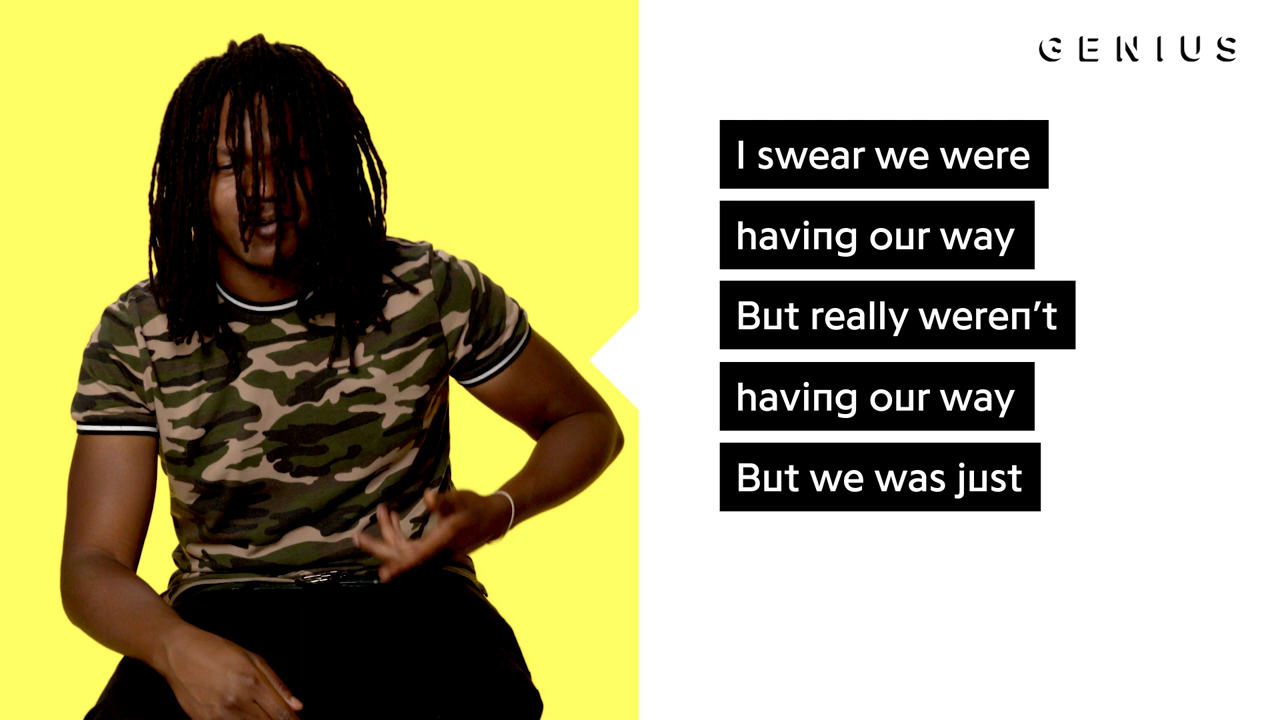 GENIUS
I swear we were
having our way
But really weren’t
having our way
But we was just